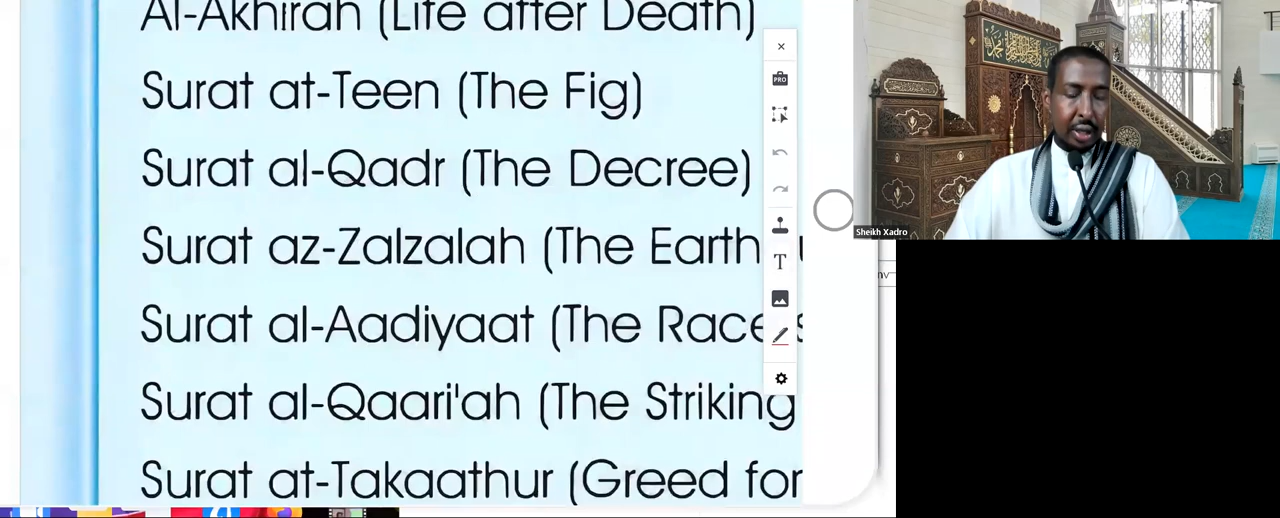 Al-Akhirah (Life after Death)
Surat at-Teen (The Fig)
Surat al-Qadr (The Decree)
Surat az-Zalzalah (The Earth
Surat al-Aadiyaat (The Race
Surat al-Qaari'ah (The Striking
Surat at-Takaathur (Greed for
PRO
T
Sheikh Xadro